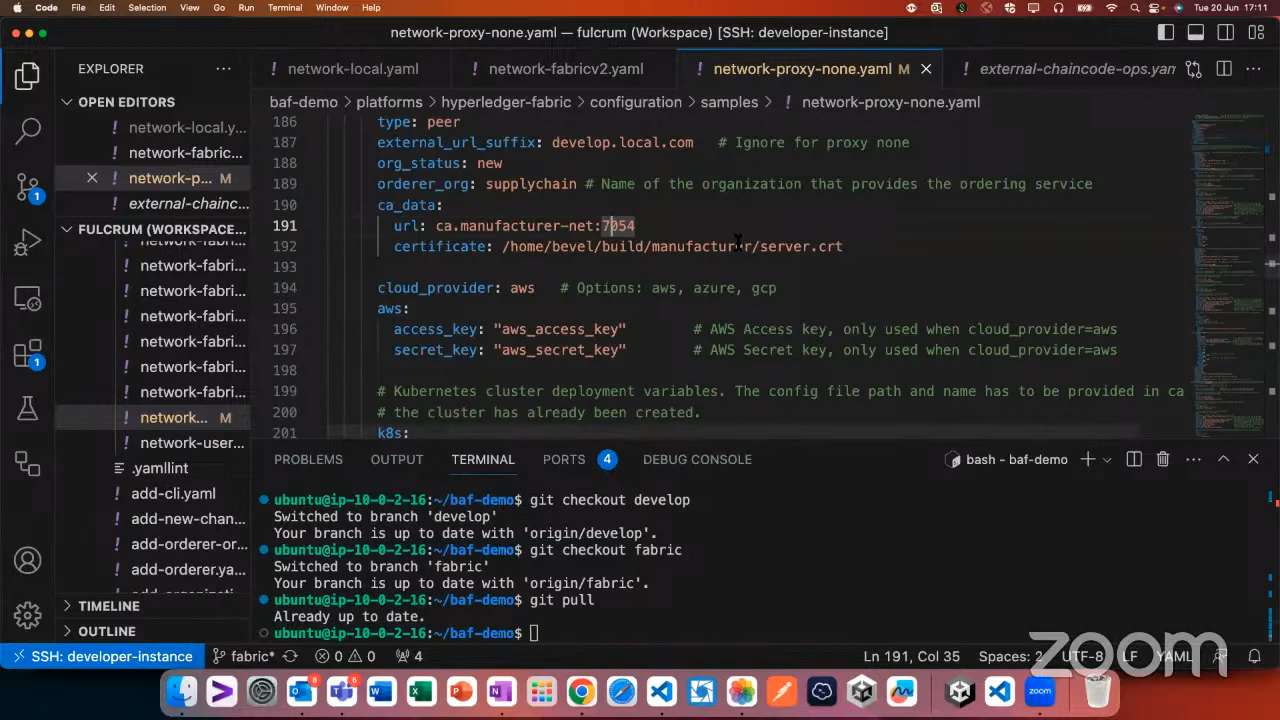 Code File Edit Selection View Go Run Terminal Window Help
Tue 20 Jun 17:11
network-proxy-none.yaml — fulcrum (Workspace) [SSH: developer-instance]
EXPLORER
! network-local.yaml
! network-fabricv2.yaml
! network-proxy-none.yaml M
! external-chaincode-ops.yam
baf-demo > platforms > hyperledger-fabric > configuration > samples > ! network-proxy-none.yaml
OPEN EDITORS
! network-local.y...
! network-fabric...
! network-p... M
! external-chainc...
FULCRUM (WORKSPACE...
! network-fabri...
! network-fabri...
! network-fabri...
! network-fabri...
! network-fabri...
! network-fabri...
! network-fabri...
! network... M
! network-user...
.yamllint
! add-cli.yaml
! add-new-chan...
! add-orderer-or...
! add-orderer.ya...
TIMELINE
OUTLINE
186 type: peer
187 external_url_suffix: develop.local.com # Ignore for proxy none
188 org_status: new
189 orderer_org: supplychain # Name of the organization that provides the ordering service
190 ca_data:
191 url: ca.manufacturer-net:7054
192 certificate: /home/bevel/build/manufacturer/server.crt
193
194 cloud_provider: aws # Options: aws, azure, gcp
195 aws:
196 access_key: "aws_access_key" # AWS Access key, only used when cloud_provider=aws
197 secret_key: "aws_secret_key" # AWS Secret key, only used when cloud_provider=aws
198
199 # Kubernetes cluster deployment variables. The config file path and name has to be provided in ca
200 # the cluster has already been created.
201 k8s:
PROBLEMS OUTPUT TERMINAL PORTS 4 DEBUG CONSOLE
bash - baf-demo
ubuntu@ip-10-0-2-16:~/baf-demo$ git checkout develop
Switched to branch 'develop'
Your branch is up to date with 'origin/develop'.
ubuntu@ip-10-0-2-16:~/baf-demo$ git checkout fabric
Switched to branch 'fabric'
Your branch is up to date with 'origin/fabric'.
ubuntu@ip-10-0-2-16:~/baf-demo$ git pull
Already up to date.
ubuntu@ip-10-0-2-16:~/baf-demo$
SSH: developer-instance fabric* 0 0 4
Ln 191, Col 35 Spaces: 2 UTF-8 LF YAML
zoom
zoom